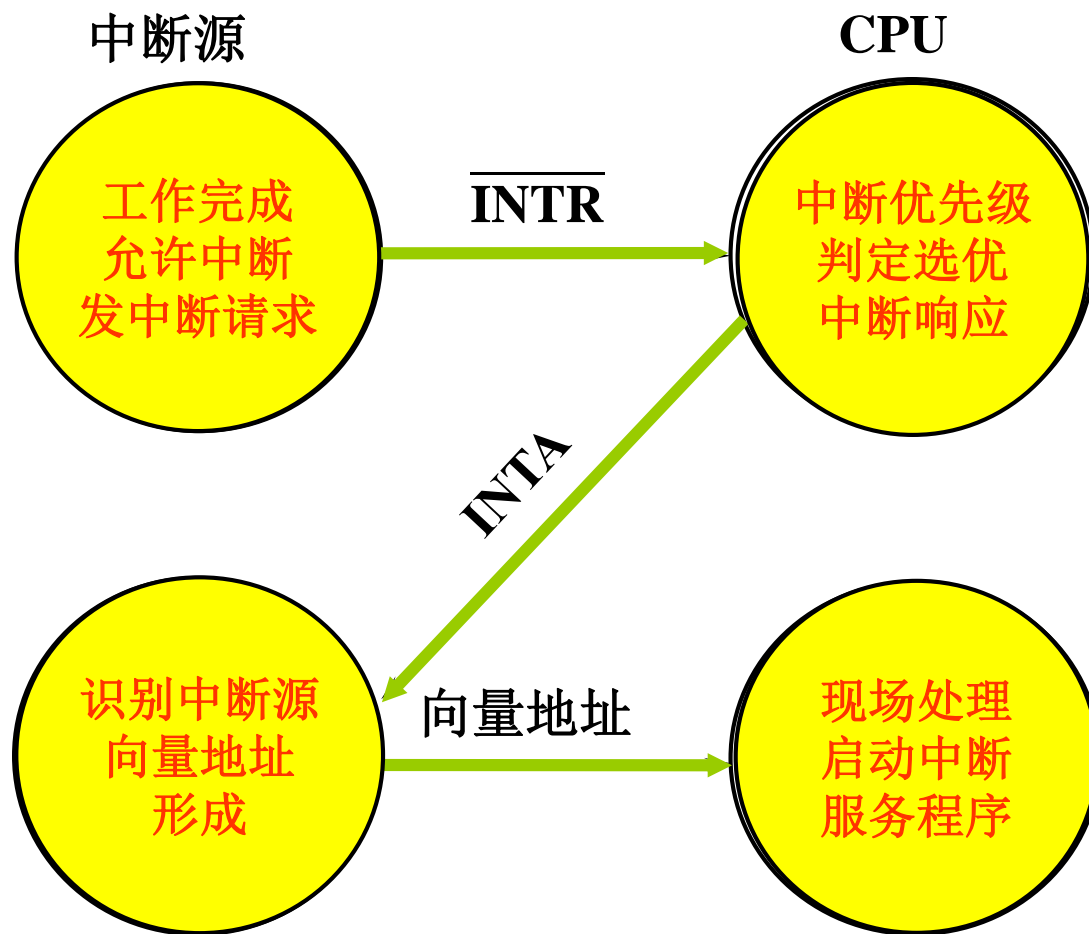 中断源
CPU
工作完成
允许中断
发中断请求
INTR
中断优先级
判定选优
中断响应
INTA
识别中断源
向量地址
形成
向量地址
现场处理
启动中断
服务程序